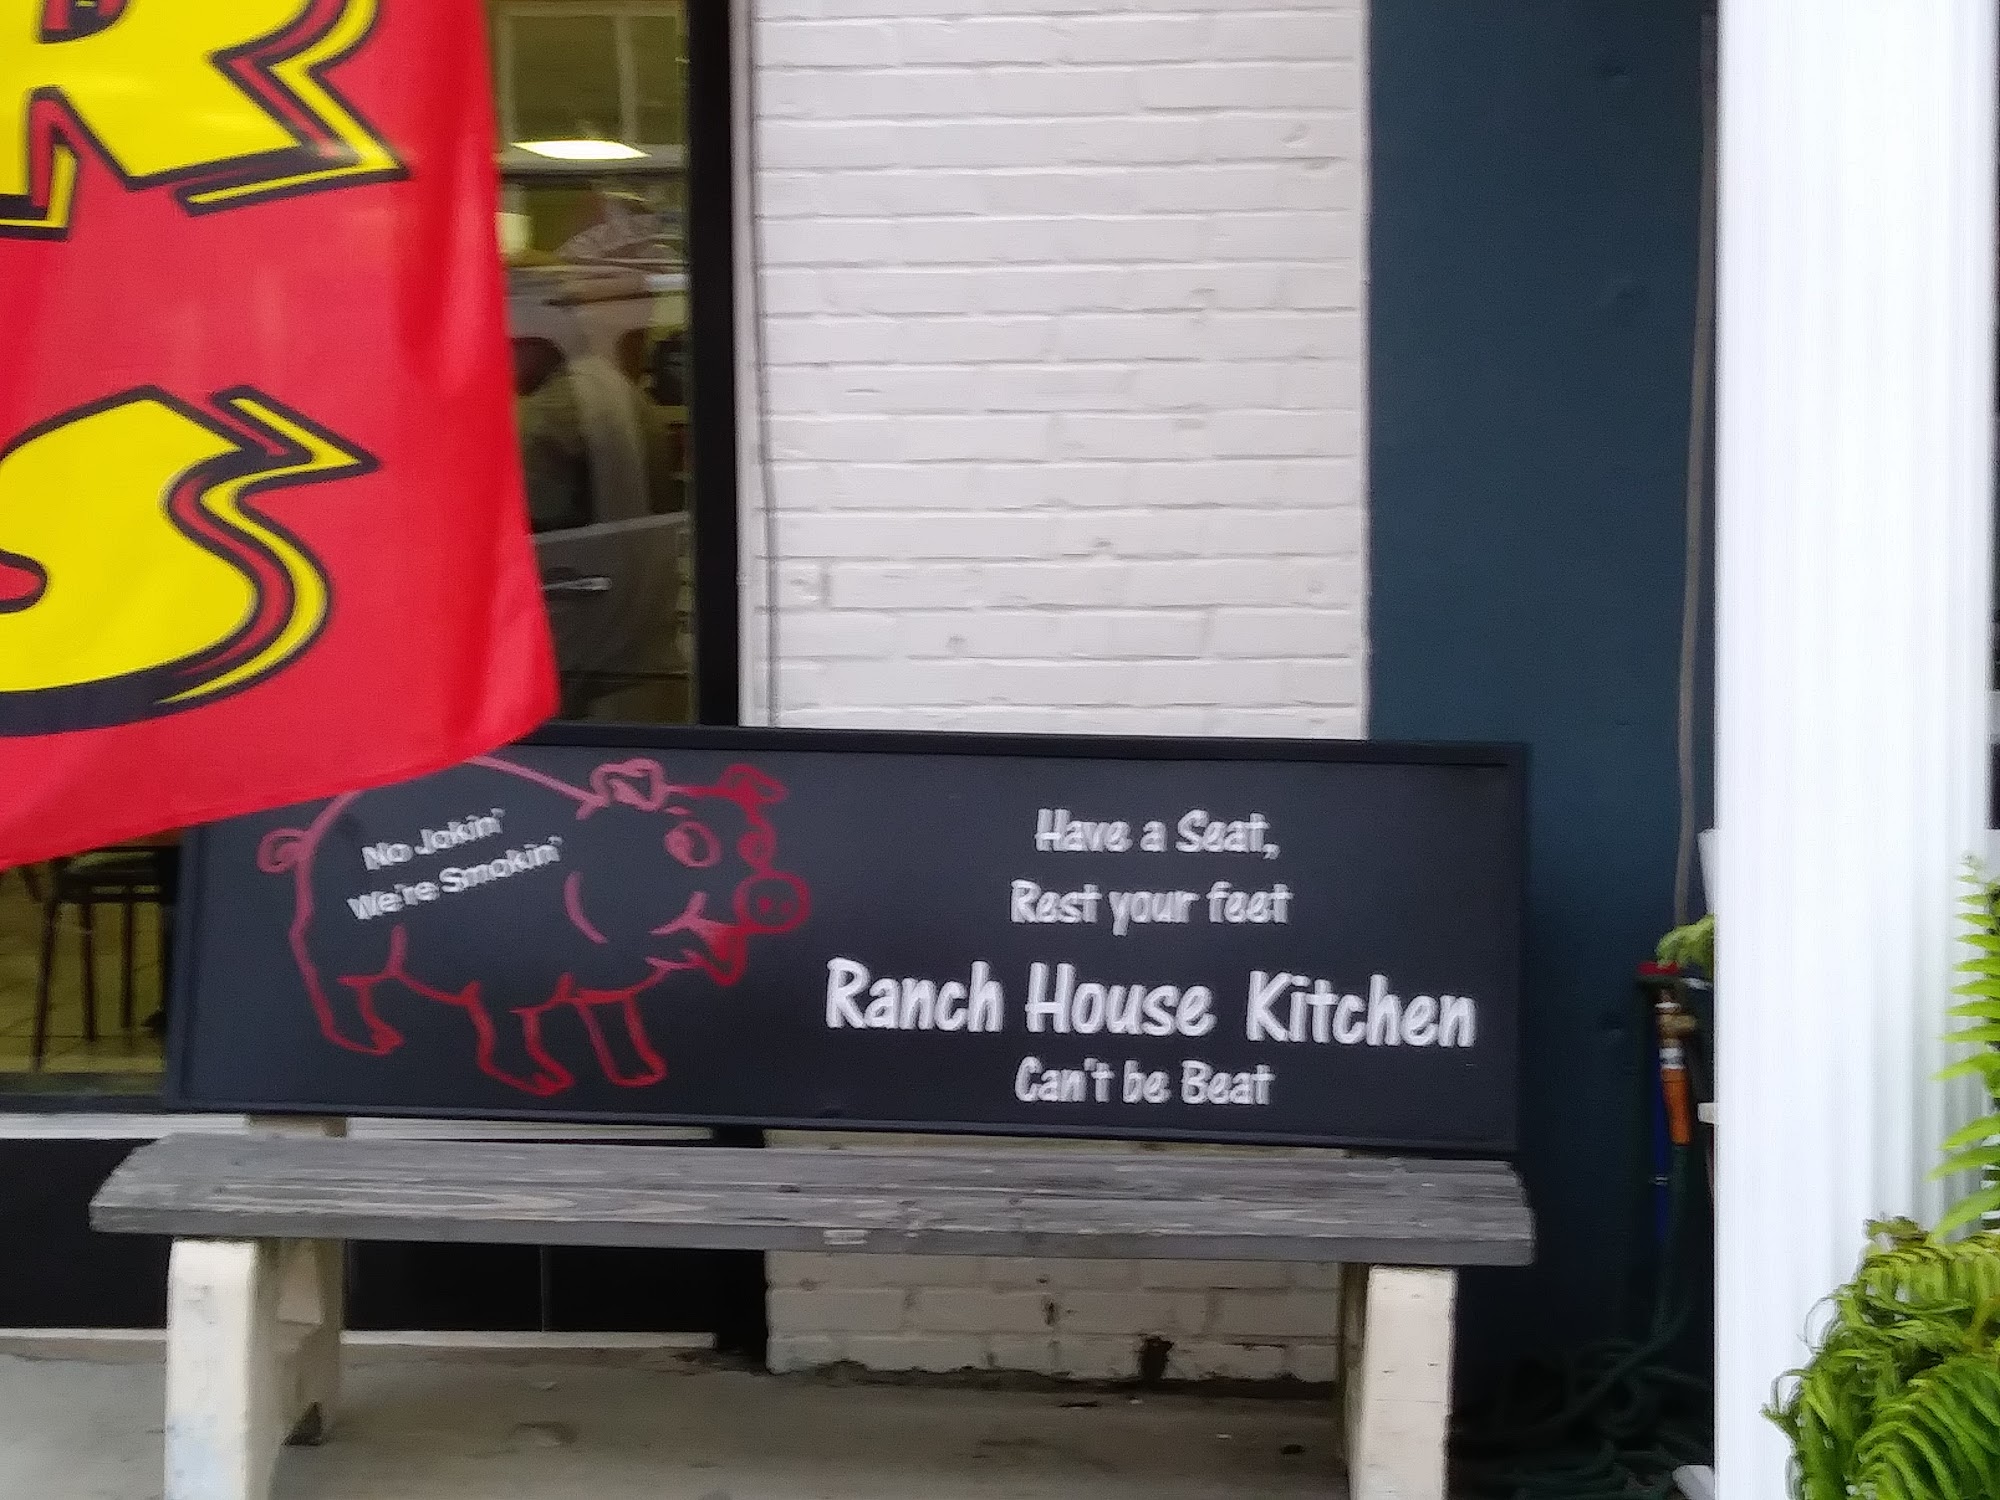 R
S
No Jokin'
We're Smokin'
Have a Seat,
Rest your feet
Ranch House Kitchen
Can't be Beat